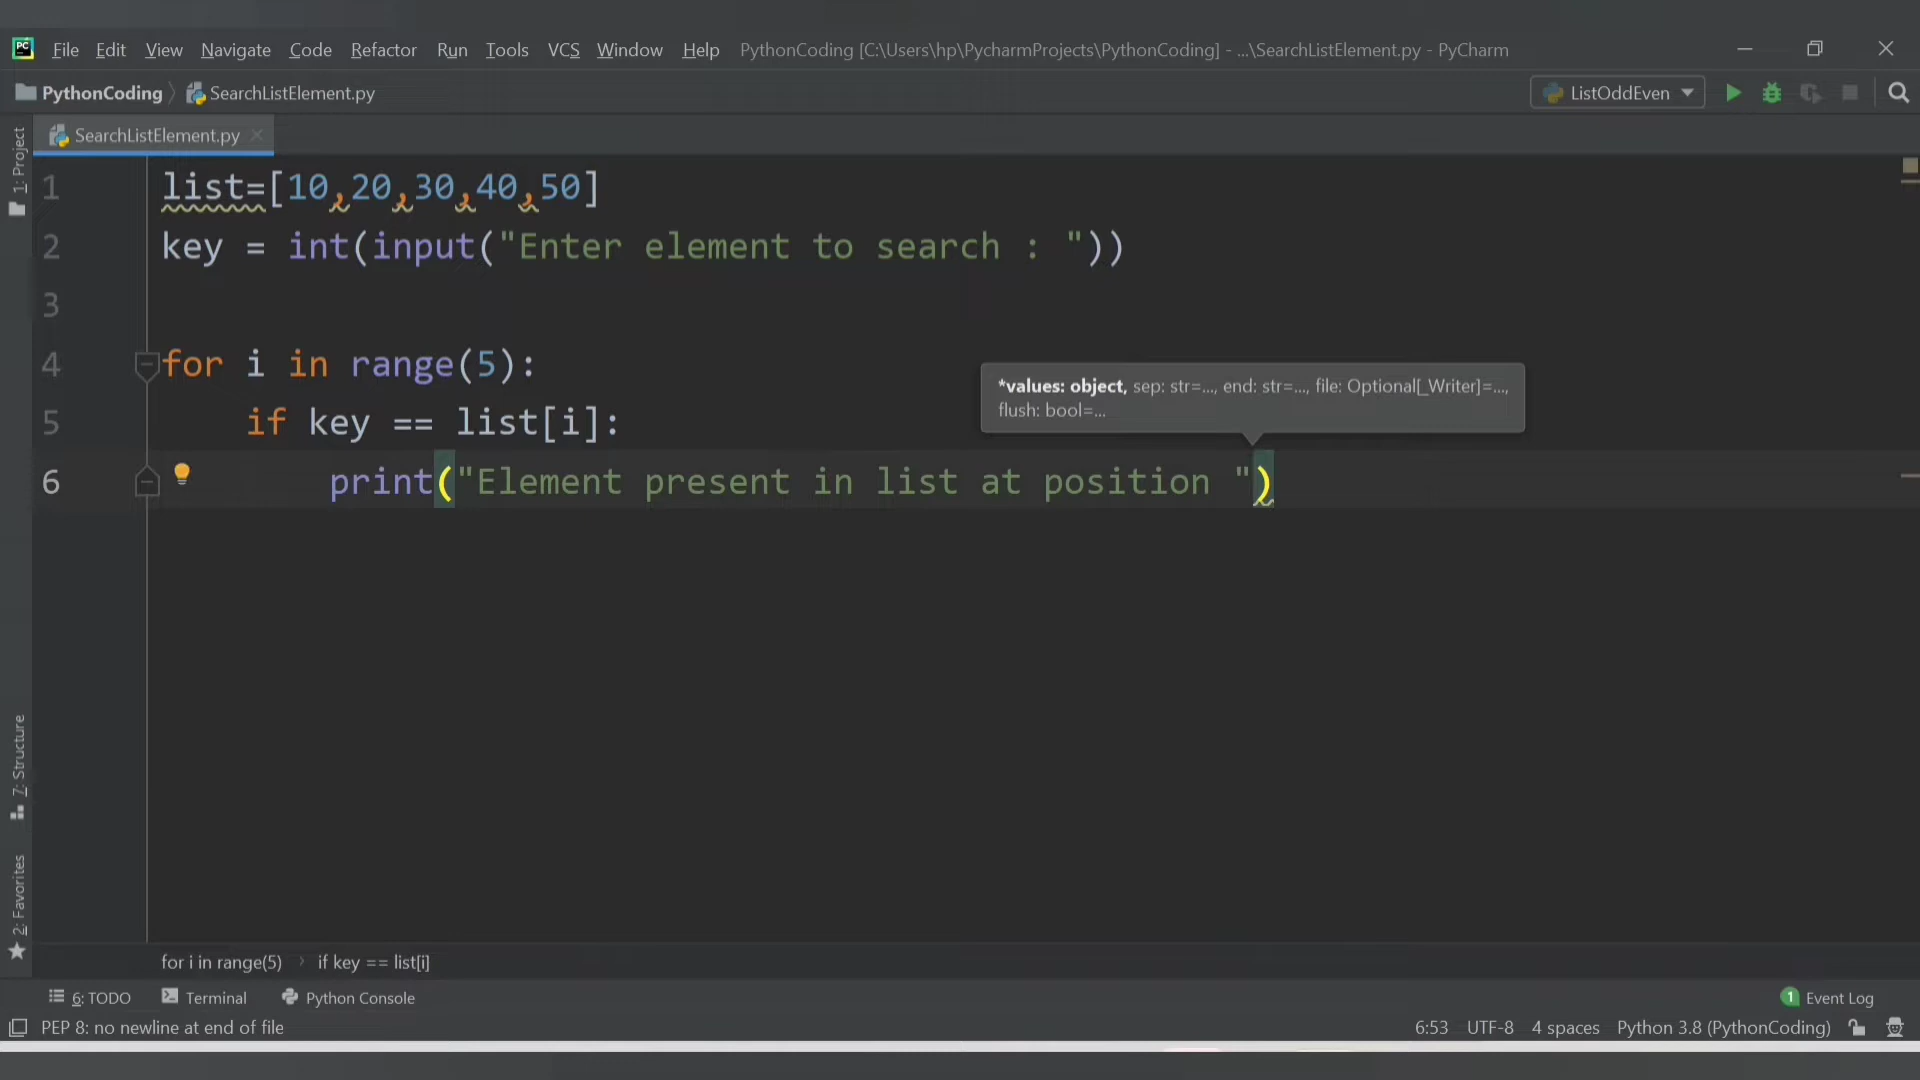 PC File Edit View Navigate Code Refactor Run Tools VCS Window Help PythonCoding [C:\Users\hp\PycharmProjects\PythonCoding] - ...\SearchListElement.py - PyCharm
PythonCoding SearchListElement.py ListOddEven
SearchListElement.py
1: Project
1 list=[10,20,30,40,50]
2 key = int(input("Enter element to search : "))
3
4 for i in range(5):
*values: object, sep: str=..., end: str=..., file: Optional[_Writer]=...,
flush: bool=...
5 if key == list[i]:
6 print("Element present in list at position ")
7: Structure
2: Favorites
for i in range(5) › if key == list[i]
6: TODO Terminal Python Console 1 Event Log
PEP 8: no newline at end of file 6:53 UTF-8 4 spaces Python 3.8 (PythonCoding)